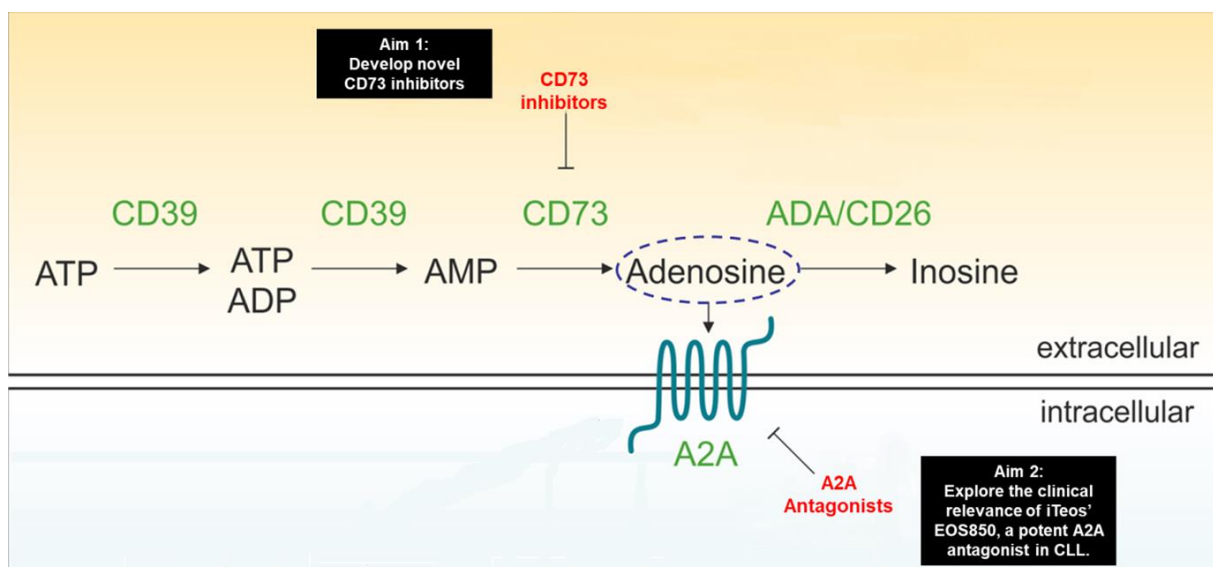 Aim 1:
Develop novel
CD73 inhibitors
CD73
inhibitors
CD39
CD39
CD73
ADA/CD26
ATP
ATP
ADP
AMP
Adenosine
Inosine
extracellular
intracellular
A2A
A2A
Antagonists
Aim 2:
Explore the clinical
relevance of iTeos'
EOS850, a potent A2A
antagonist in CLL.